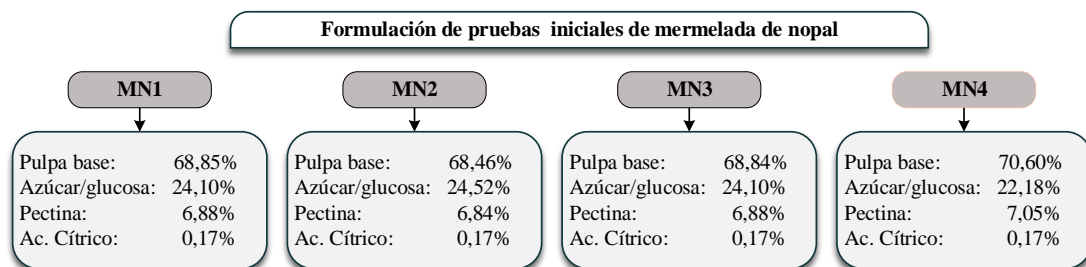 Formulación de pruebas iniciales de mermelada de nopal
MN1
MN2
MN3
MN4
Pulpa base: 68,85%
Azúcar/glucosa: 24,10%
Pectina: 6,88%
Ac. Cítrico: 0,17%
Pulpa base: 68,46%
Azúcar/glucosa: 24,52%
Pectina: 6,84%
Ac. Cítrico: 0,17%
Pulpa base: 68,84%
Azúcar/glucosa: 24,10%
Pectina: 6,88%
Ac. Cítrico: 0,17%
Pulpa base: 70,60%
Azúcar/glucosa: 22,18%
Pectina: 7,05%
Ac. Cítrico: 0,17%